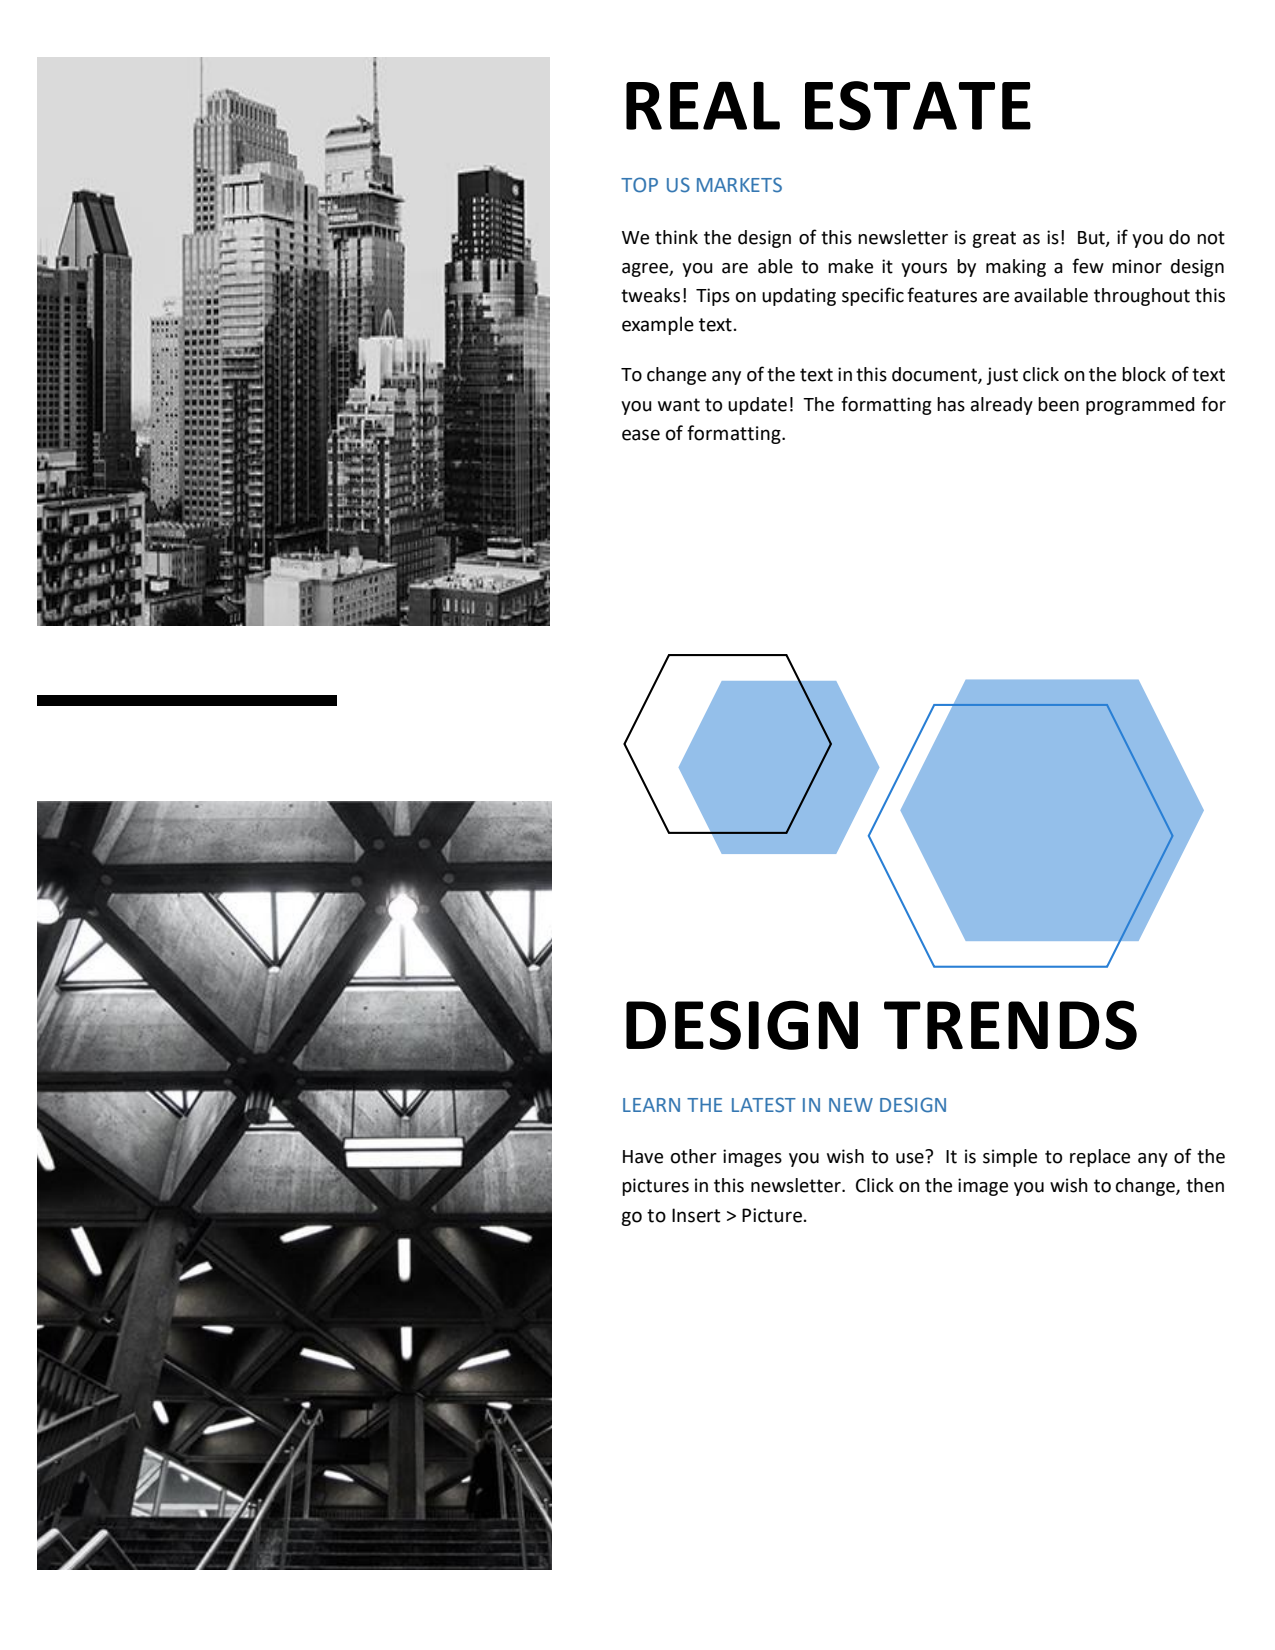 REAL ESTATE
TOP US MARKETS
We think the design of this newsletter is great as is!  But, if you do not
agree, you are able to make it yours by making a few minor design
tweaks!  Tips on updating specific features are available throughout this
example text.
To change any of the text in this document, just click on the block of text
you want to update!  The formatting has already been programmed for
ease of formatting.
DESIGN TRENDS
LEARN THE LATEST IN NEW DESIGN
Have other images you wish to use?  It is simple to replace any of the
pictures in this newsletter.  Click on the image you wish to change, then
go to Insert > Picture.